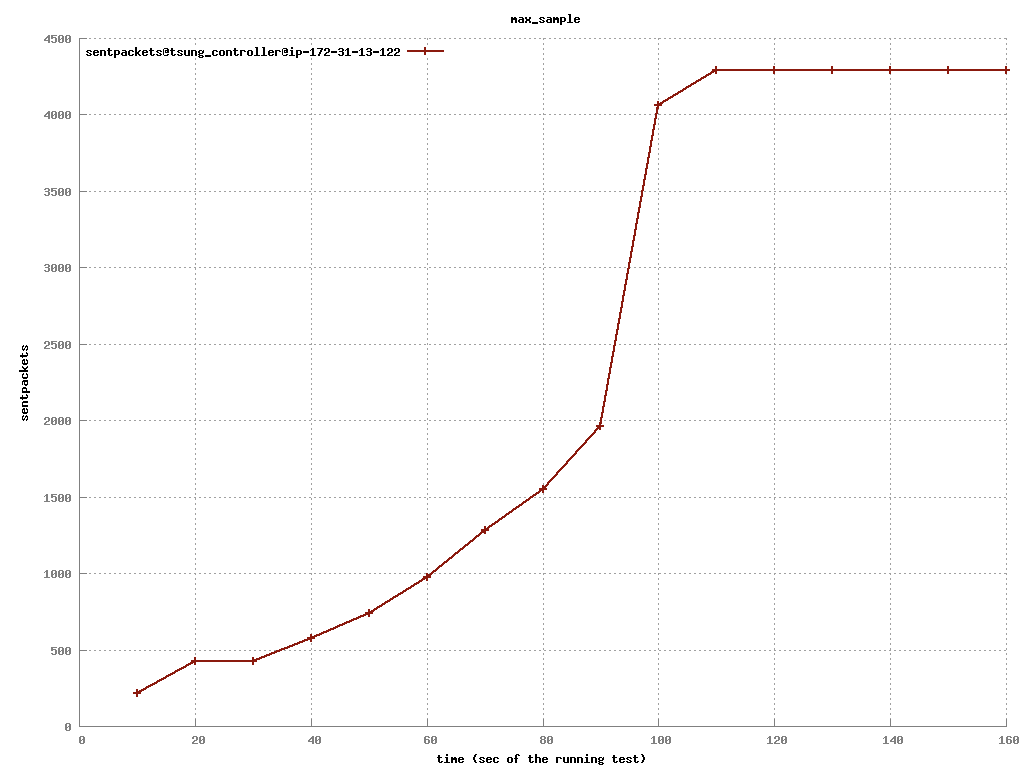 max_sample
sentpackets@tsung_controller@ip-172-31-13-122
4500
4000
3500
3000
2500
2000
1500
1000
500
0
sentpackets
0 20 40 60 80 100 120 140 160
time (sec of the running test)